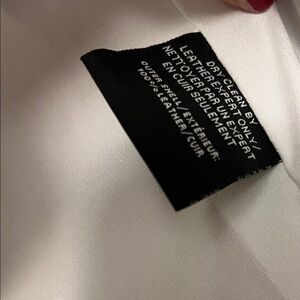 DRY CLEAN BY
LEATHER EXPERT ONLY/
NETTOYER PAR UN EXPERT
EN CUIR SEULEMENT
OUTER SHELL/EXTÉRIEUR:
100% LEATHER/CUIR